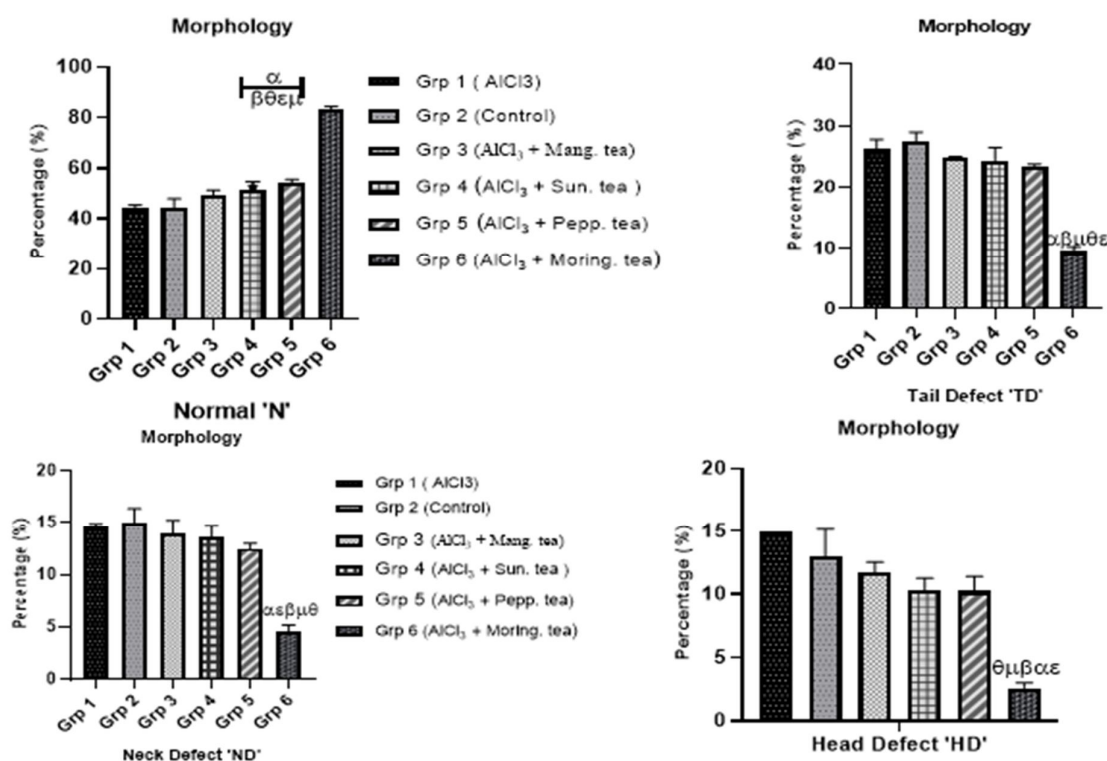 Morphology
Percentage (%)
100
80
60
40
20
0
α
βθεμ
Grp 1
Grp 2
Grp 3
Grp 4
Grp 5
Grp 6
Normal 'N'
Grp 1 ( AlCl3)
Grp 2 (Control)
Grp 3 (AlCl₃ + Mang. tea)
Grp 4 (AlCl₃ + Sun. tea )
Grp 5 (AlCl₃ + Pepp. tea)
Grp 6 (AlCl₃ + Moring.tea)
Morphology
Percentage (%)
40
30
20
10
0
αβμθε
Grp 1
Grp 2
Grp 3
Grp 4
Grp 5
Grp 6
Tail Defect 'TD'
Morphology
Percentage (%)
20
15
10
5
0
αεβμθ
Grp 1
Grp 2
Grp 3
Grp 4
Grp 5
Grp 6
Neck Defect 'ND'
Grp 1 ( AlCl3)
Grp 2 (Control)
Grp 3 (AlCl₃ + Mang. tea)
Grp 4 (AlCl₃ + Sun. tea )
Grp 5 (AlCl₃ + Pepp. tea)
Grp 6 (AlCl₃ + Moring. tea)
Morphology
Percentage (%)
20
15
10
5
0
θμβαε
Head Defect 'HD'